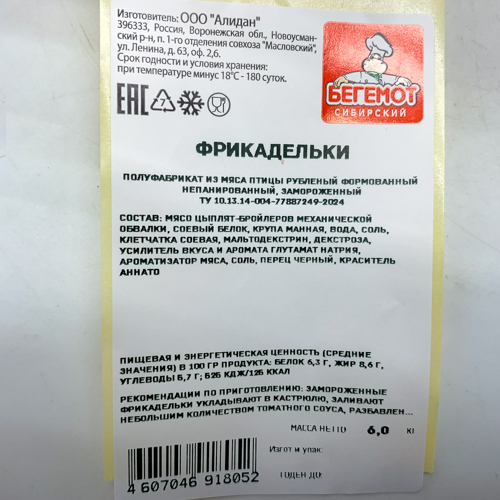 Изготовитель: ООО "Алидан"
396333, Россия, Воронежская обл., Новоусман-
ский р-н, п. 1-го отделения совхоза "Масловский",
ул. Ленина, д. 63, оф. 2,6.
Срок годности и условия хранения:
при температуре минус 18°С - 180 суток.
ЕАС
7
БЕГЕМОТ
СИБИРСКИЙ
ФРИКАДЕЛЬКИ
ПОЛУФАБРИКАТ ИЗ МЯСА ПТИЦЫ РУБЛЕНЫЙ ФОРМОВАННЫЙ
НЕПАНИРОВАННЫЙ, ЗАМОРОЖЕННЫЙ
ТУ 10.13.14-004-77887249-2024
СОСТАВ: МЯСО ЦЫПЛЯТ-БРОЙЛЕРОВ МЕХАНИЧЕСКОЙ
ОБВАЛКИ, СОЕВЫЙ БЕЛОК, КРУПА МАННАЯ, ВОДА, СОЛЬ,
КЛЕТЧАТКА СОЕВАЯ, МАЛЬТОДЕКСТРИН, ДЕКСТРОЗА,
УСИЛИТЕЛЬ ВКУСА И АРОМАТА ГЛУТАМАТ НАТРИЯ,
АРОМАТИЗАТОР МЯСА, СОЛЬ, ПЕРЕЦ ЧЕРНЫЙ, КРАСИТЕЛЬ
АННАТО
ПИЩЕВАЯ И ЭНЕРГЕТИЧЕСКАЯ ЦЕННОСТЬ (СРЕДНИЕ
ЗНАЧЕНИЯ) В 100 ГР ПРОДУКТА: БЕЛОК 6,3 Г, ЖИР 8,6 Г,
УГЛЕВОДЫ 5,7 Г; 525 КДЖ/125 ККАЛ
РЕКОМЕНДАЦИИ ПО ПРИГОТОВЛЕНИЮ: ЗАМОРОЖЕННЫЕ
ФРИКАДЕЛЬКИ УКЛАДЫВАЮТ В КАСТРЮЛЮ, ЗАЛИВАЮТ
НЕБОЛЬШИМ КОЛИЧЕСТВОМ ТОМАТНОГО СОУСА, РАЗБАВЛЕН...
МАССА НЕТТО 6,0 КГ
Изгот и упак:
ГОДЕН ДО:
4 607046 918052